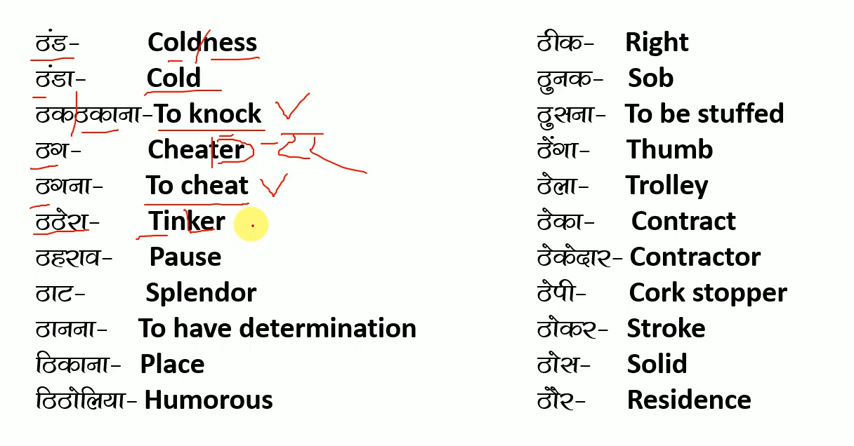 ठंड- Coldness
ठंडा- Cold
ठकठकाना-To knock
ठग- Cheater
ठगना- To cheat
ठठेरा- Tinker
ठहराव- Pause
ठाट- Splendor
ठानना- To have determination
ठिकाना- Place
ठिठोलिया- Humorous
ठीक- Right
ठुनक- Sob
ठुसना- To be stuffed
ठेंगा- Thumb
ठेला- Trolley
ठेका- Contract
ठेकेदार- Contractor
ठेपी- Cork stopper
ठोकर- Stroke
ठोस- Solid
ठौर- Residence